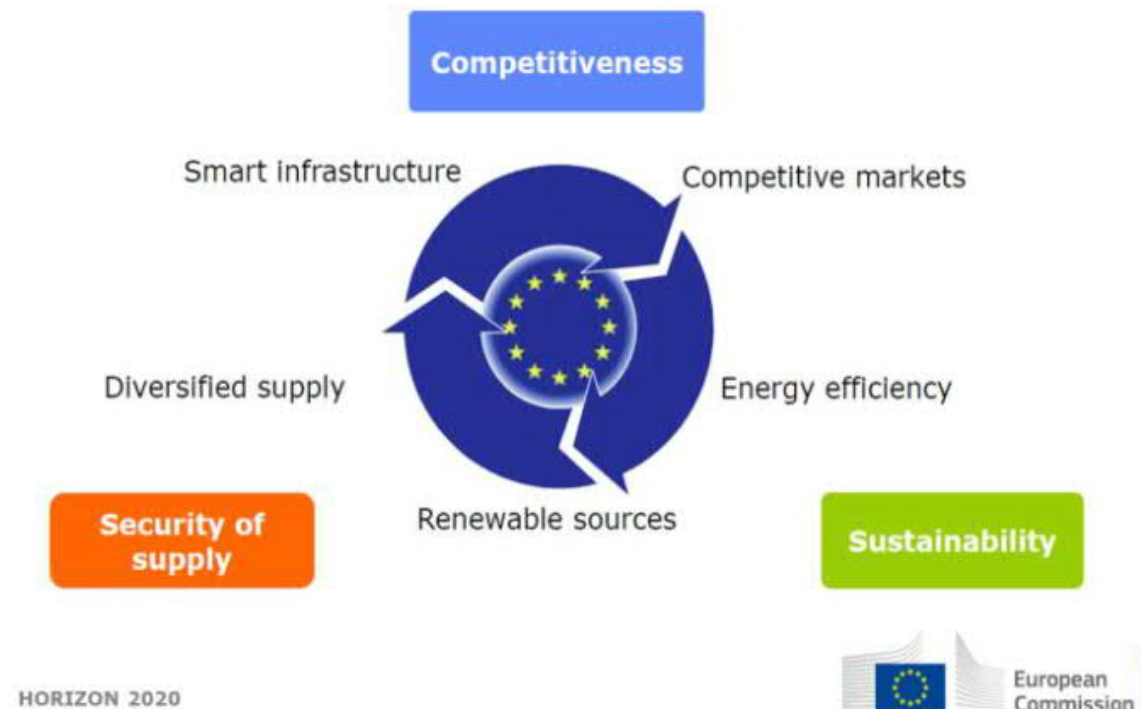 Competitiveness
Smart infrastructure
Competitive markets
Diversified supply
Energy efficiency
Renewable sources
Security of
supply
Sustainability
HORIZON 2020
European
Commission